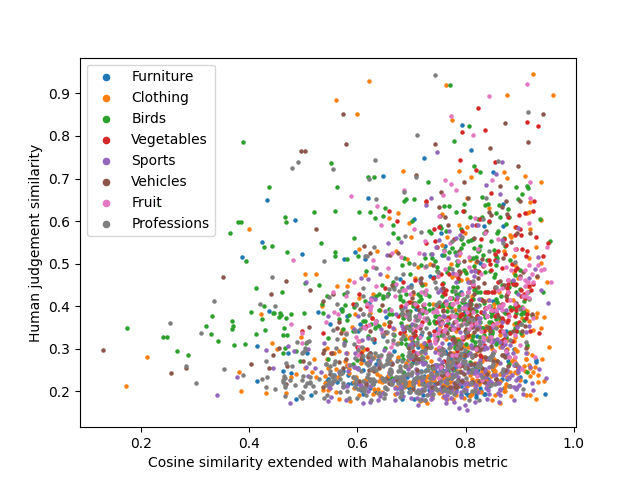 Furniture
Clothing
Birds
Vegetables
Sports
Vehicles
Fruit
Professions
Human judgement similarity
0.9
0.8
0.7
0.6
0.5
0.4
0.3
0.2
0.2
0.4
0.6
0.8
1.0
Cosine similarity extended with Mahalanobis metric